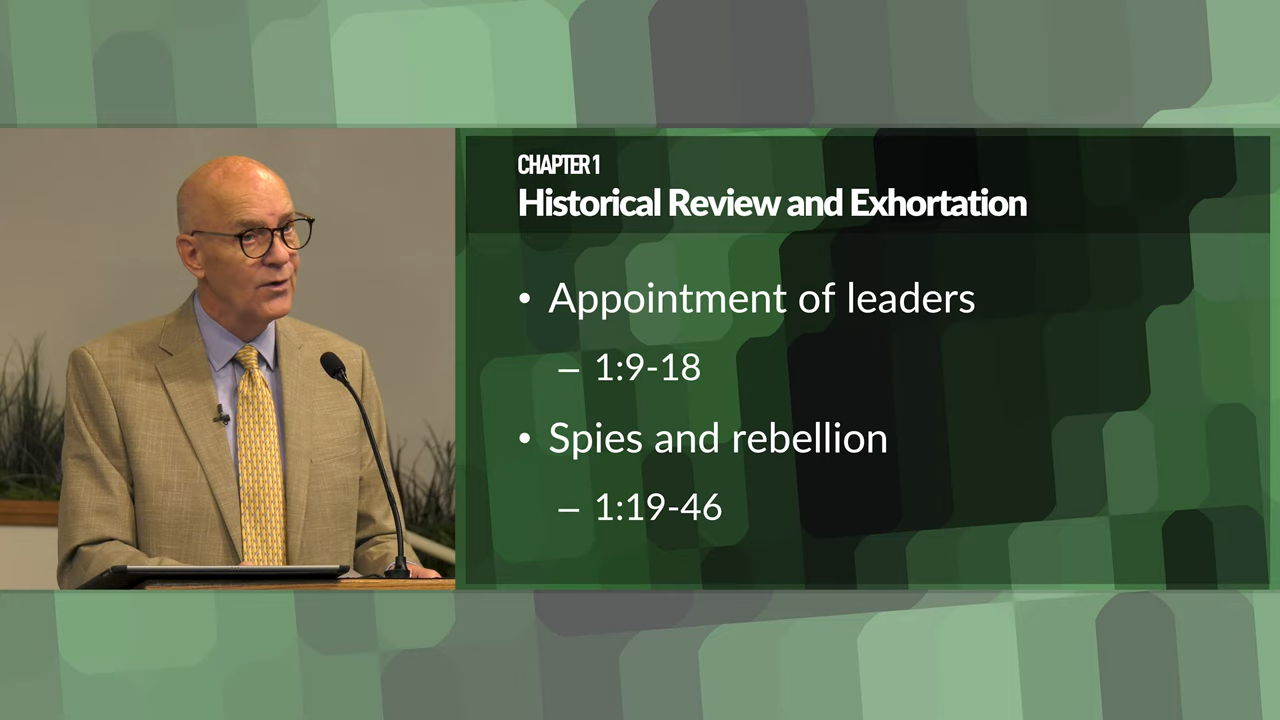 CHAPTER 1
Historical Review and Exhortation
• Appointment of leaders
– 1:9-18
• Spies and rebellion
– 1:19-46